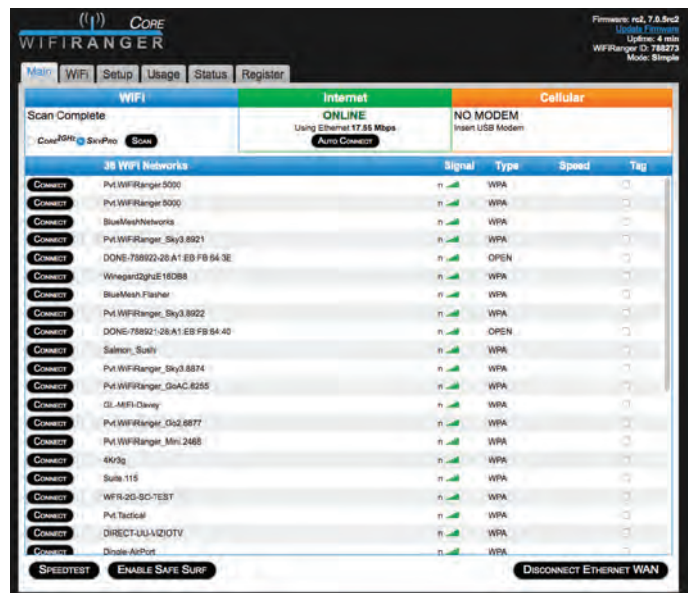 ((ı)) CORE
WIFIRANGER
Firmware: rc2, 7.0.5rc2
Update Firmware
Uptime: 4 min
WiFiRanger ID: 788273
Mode: Simple
Main WiFi Setup Usage Status Register
WiFi Internet Cellular
Scan Complete
Core 2GHz SkyPro SCAN
ONLINE
Using Ethernet 17.55 Mbps
AUTO CONNECT
NO MODEM
Insert USB Modem
36 WiFi Networks Signal Type Speed Tag
CONNECT Pvt.WiFiRanger.5000 n WPA
CONNECT Pvt.WiFiRanger.5000 n WPA
CONNECT BlueMeshNetworks n WPA
CONNECT Pvt.WiFiRanger_Sky3.8921 n WPA
CONNECT DONE-788922-28:A1:EB:FB:64:3E n OPEN
CONNECT Winegard2ghzE16DB8 n WPA
CONNECT BlueMesh.Flasher n WPA
CONNECT Pvt.WiFiRanger_Sky3.8922 n WPA
CONNECT DONE-788921-28:A1:EB:FB:64:40 n OPEN
CONNECT Salmon_Sushi n WPA
CONNECT Pvt.WiFiRanger_Sky3.8874 n WPA
CONNECT Pvt.WiFiRanger_GoAC.6255 n WPA
CONNECT GL-MIFI-Davey n WPA
CONNECT Pvt.WiFiRanger_Go2.6877 n WPA
CONNECT Pvt.WiFiRanger_Mini.2468 n WPA
CONNECT 4Kr3g n WPA
CONNECT Suite.115 n WPA
CONNECT WFR-2G-SC-TEST n WPA
CONNECT Pvt.Tactical n WPA
CONNECT DIRECT-UU-VIZIOTV n WPA
CONNECT Dingle-AirPort n WPA
SPEEDTEST ENABLE SAFE SURF DISCONNECT ETHERNET WAN